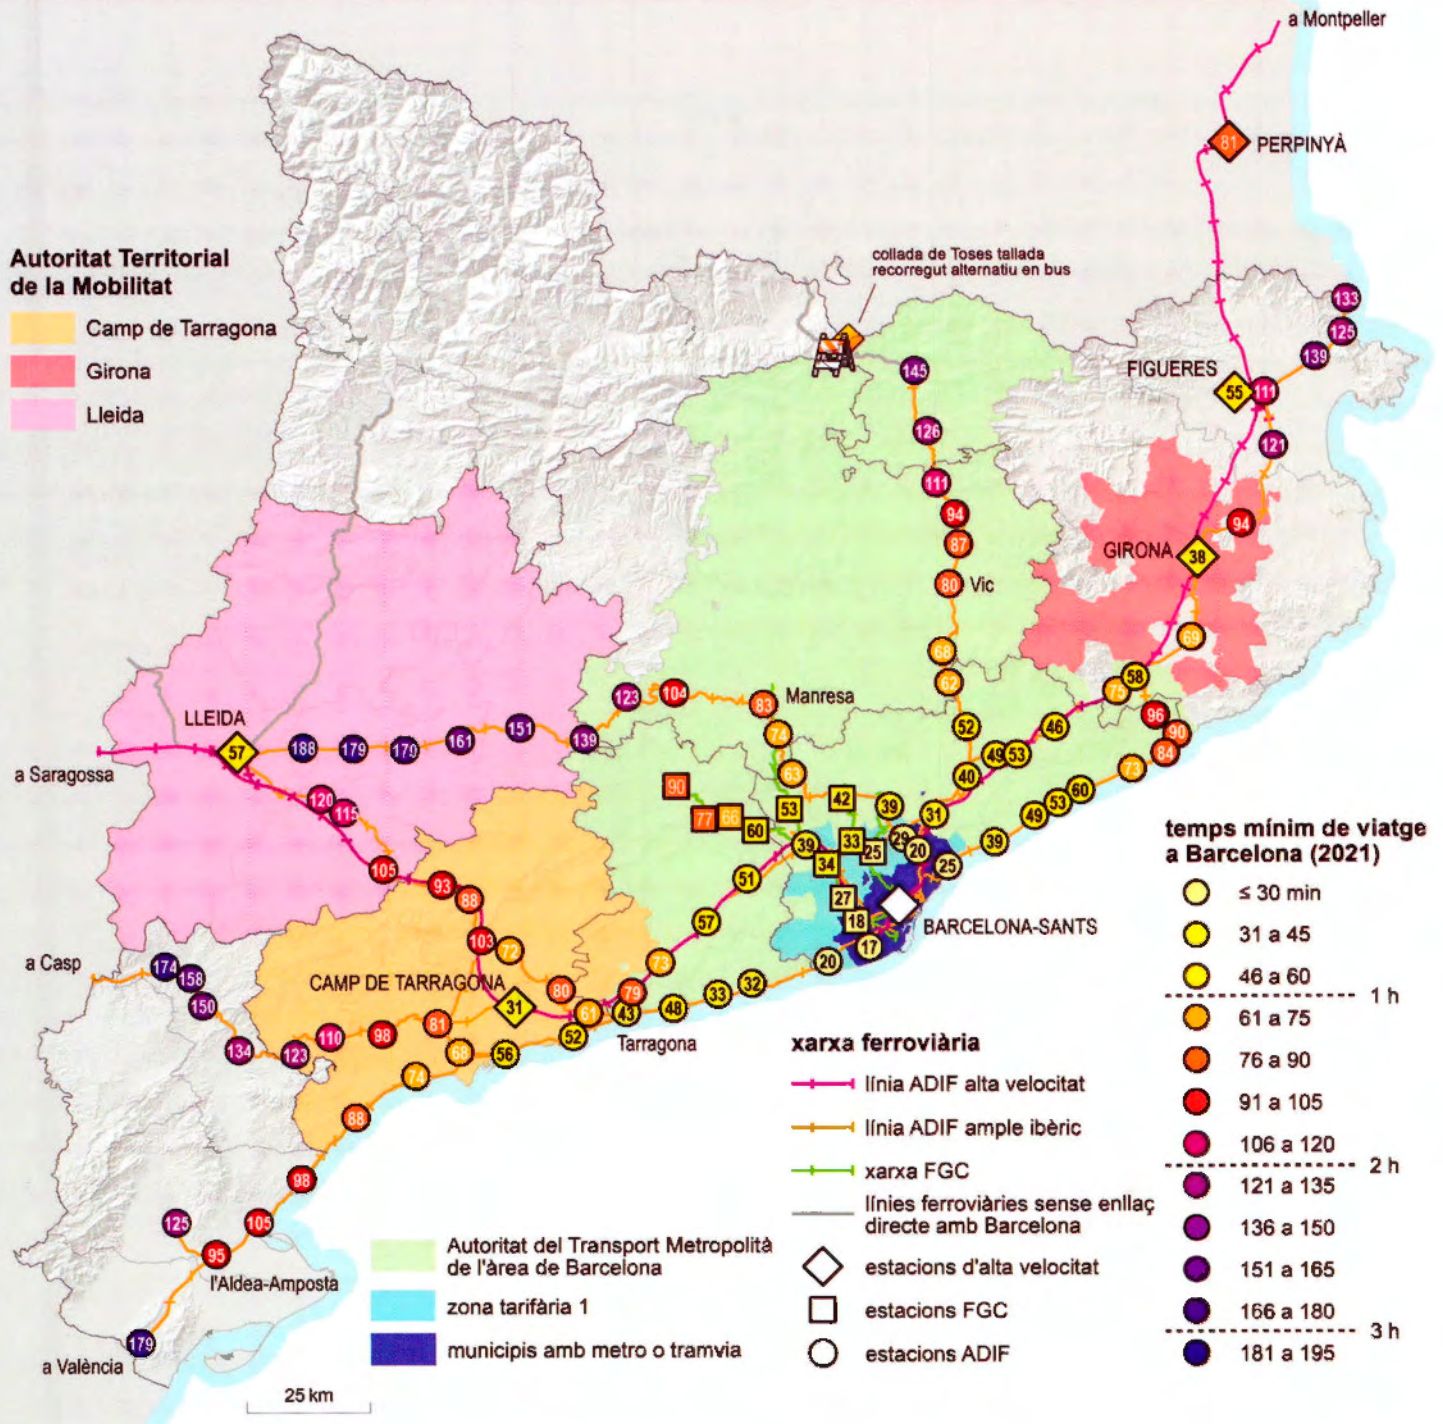 a Montpeller
81
PERPINYÀ
Autoritat Territorial
de la Mobilitat
Camp de Tarragona
Girona
Lleida
collada de Toses tallada
recorregut alternatiu en bus
133
125
139
145
FIGUERES
55
111
126
121
111
94
94
87
GIRONA
38
80
Vic
69
68
62
58
75
123
104
Manresa
83
96
LLEIDA
57
188
179
170
161
151
139
74
52
46
90
49
53
84
a Saragossa
63
40
73
90
120
115
53
42
39
60
53
49
77
66
60
31
39
29
20
33
25
39
34
25
temps mínim de viatge
a Barcelona (2021)
105
93
88
51
27
≤ 30 min
57
18
17
BARCELONA-SANTS
31 a 45
103
72
a Casp
174
158
73
20
46 a 60
CAMP DE TARRAGONA
31
80
79
33
32
1 h
150
61
43
48
61 a 75
110
98
81
52
Tarragona
xarxa ferroviària
134
123
68
56
76 a 90
74
línia ADIF alta velocitat
91 a 105
88
línia ADIF ample ibèric
106 a 120
2 h
98
xarxa FGC
121 a 135
línies ferroviàries sense enllaç
directe amb Barcelona
125
105
136 a 150
95
l'Aldea-Amposta
Autoritat del Transport Metropolità
de l'àrea de Barcelona
estacions d'alta velocitat
151 a 165
zona tarifària 1
estacions FGC
166 a 180
3 h
179
a València
municipis amb metro o tramvia
estacions ADIF
181 a 195
25 km